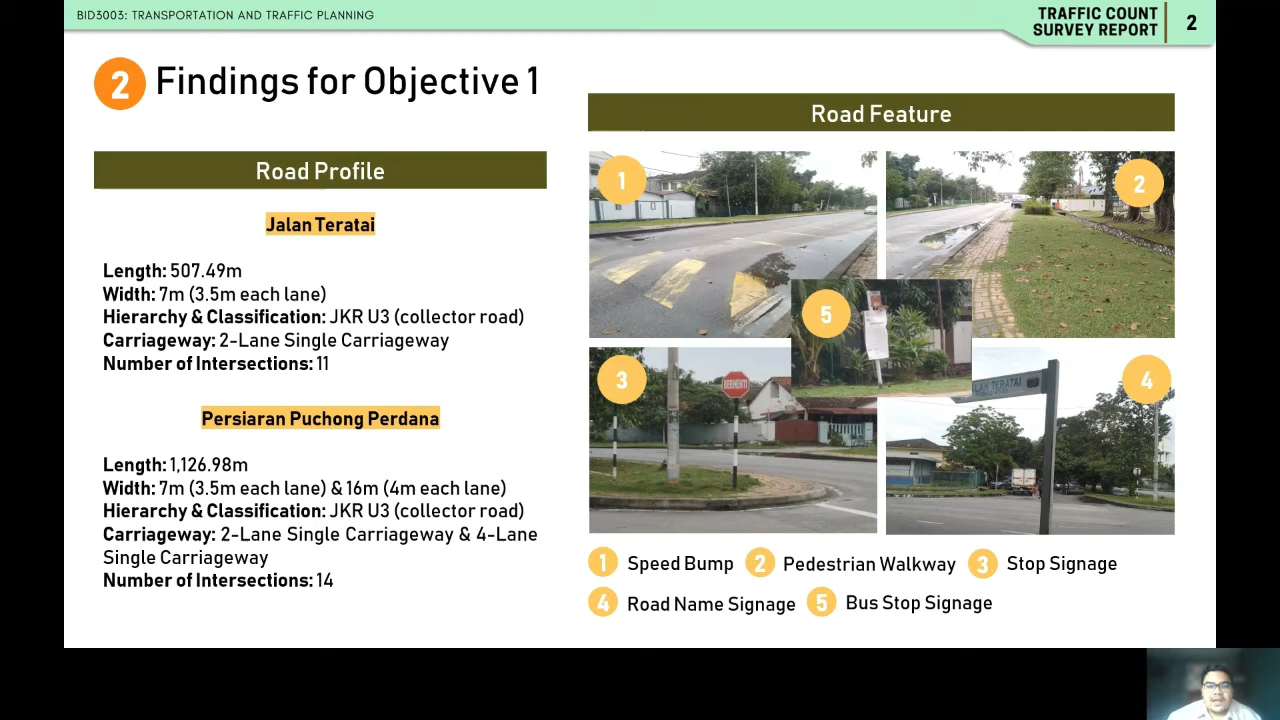 BID3003: TRANSPORTATION AND TRAFFIC PLANNING
TRAFFIC COUNT
SURVEY REPORT
2
2 Findings for Objective 1
Road Profile
Jalan Teratai
Length: 507.49m
Width: 7m (3.5m each lane)
Hierarchy & Classification: JKR U3 (collector road)
Carriageway: 2-Lane Single Carriageway
Number of Intersections: 11
Persiaran Puchong Perdana
Length: 1,126.98m
Width: 7m (3.5m each lane) & 16m (4m each lane)
Hierarchy & Classification: JKR U3 (collector road)
Carriageway: 2-Lane Single Carriageway & 4-Lane
Single Carriageway
Number of Intersections: 14
Road Feature
1
2
5
3
BERHENTI
4
LAN TERATAI
1 Speed Bump 2 Pedestrian Walkway 3 Stop Signage
4 Road Name Signage 5 Bus Stop Signage